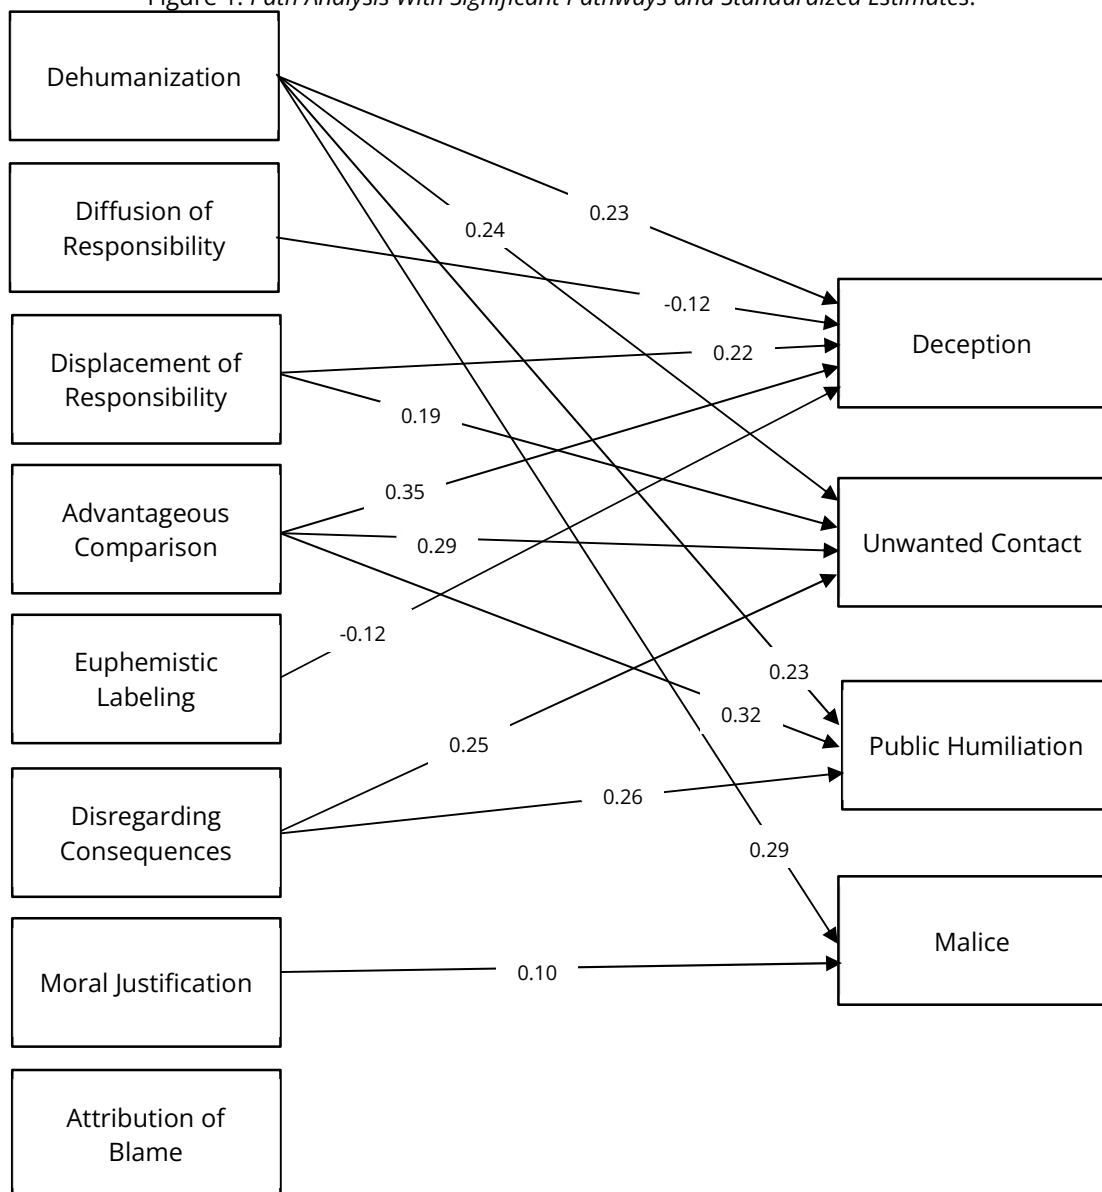 Figure 1. Path Analysis With Significant Pathways and Standardized Estimates.
Dehumanization
Diffusion of
Responsibility
Displacement of
Responsibility
Advantageous
Comparison
Euphemistic
Labeling
Disregarding
Consequences
Moral Justification
Attribution of
Blame
0.23
0.24
-0.12
0.22
0.19
0.35
0.29
-0.12
0.23
0.32
0.25
0.26
0.29
0.10
Deception
Unwanted Contact
Public Humiliation
Malice